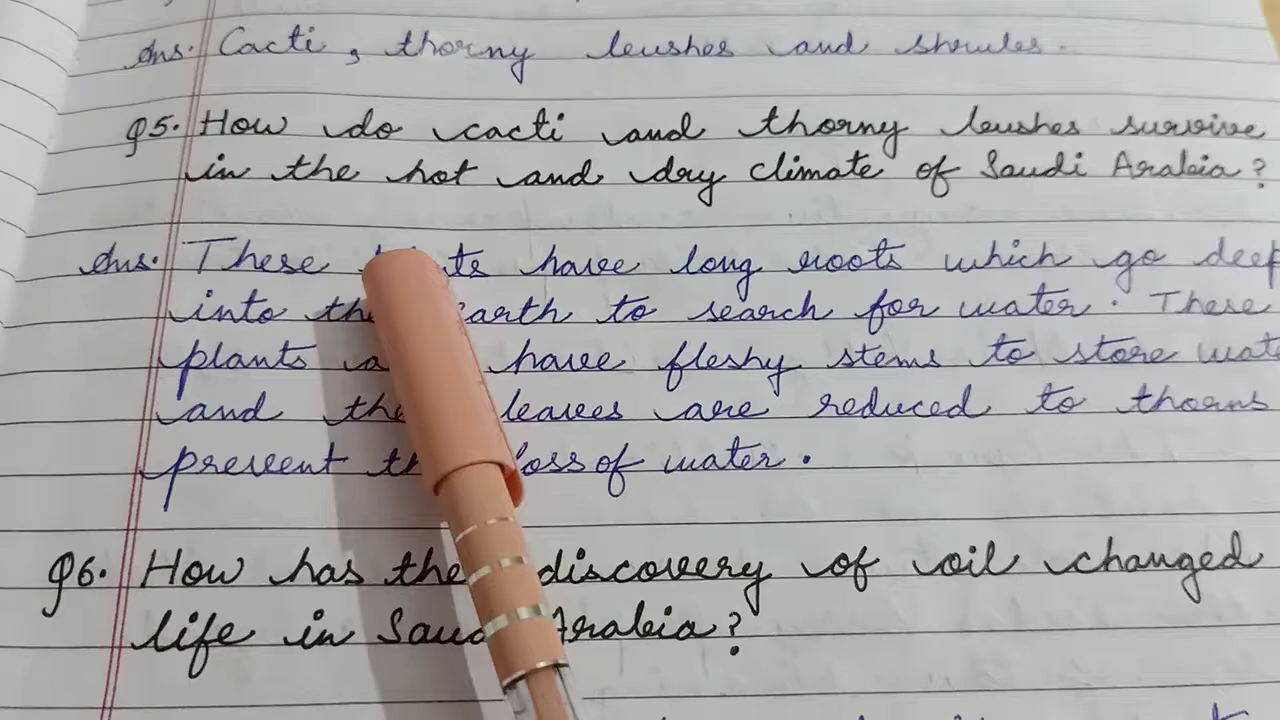 Ans. Cacti, thorny bushes and shrubs.
Q5. How do cacti and thorny bushes survive
in the hot and dry climate of Saudi Arabia?
Ans. These have long roots which go deep
into the Earth to search for water. These
plants have fleshy stems to store
and leaves are reduced to thorns
prevent loss of water.
Q6. How has the discovery of oil changed
life in Saudi Arabia?